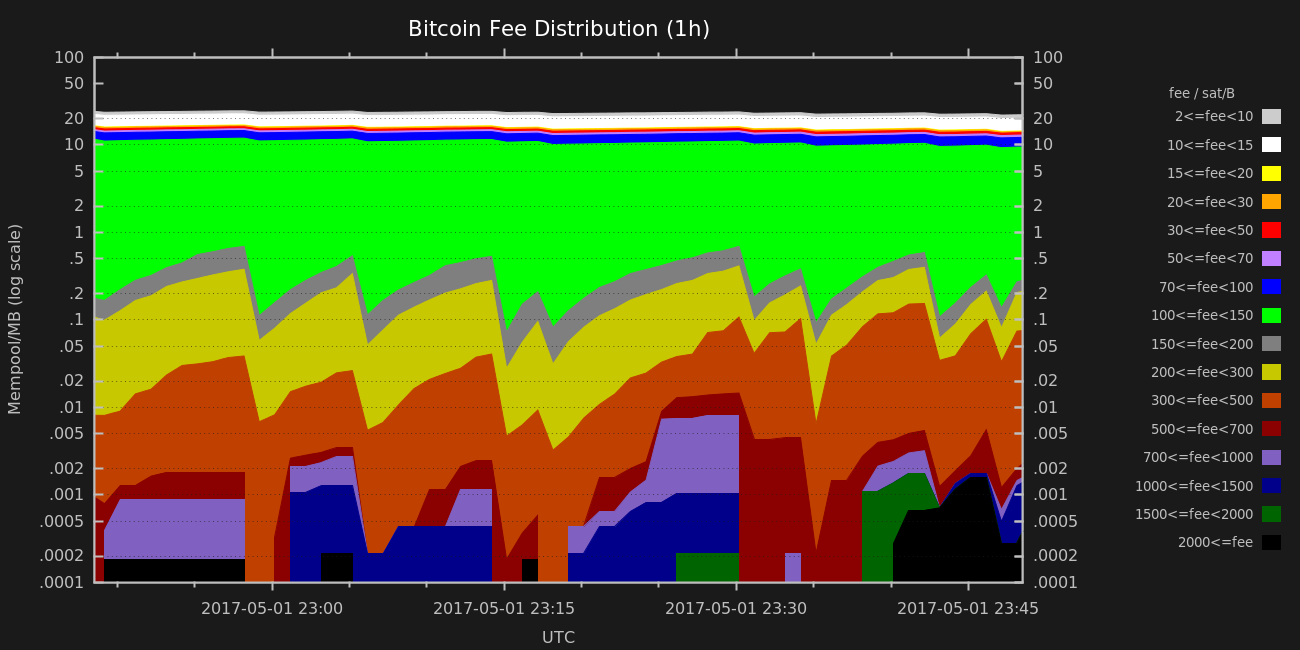 Bitcoin Fee Distribution (1h)
100
50
20
10
5
2
1
.5
.2
.1
.05
.02
.01
.005
.002
.001
.0005
.0002
.0001
Mempool/MB (log scale)
100
50
20
10
5
2
1
.5
.2
.1
.05
.02
.01
.005
.002
.001
.0005
.0002
.0001
2017-05-01 23:00 2017-05-01 23:15 2017-05-01 23:30 2017-05-01 23:45
UTC
fee / sat/B
2<=fee<10
10<=fee<15
15<=fee<20
20<=fee<30
30<=fee<50
50<=fee<70
70<=fee<100
100<=fee<150
150<=fee<200
200<=fee<300
300<=fee<500
500<=fee<700
700<=fee<1000
1000<=fee<1500
1500<=fee<2000
2000<=fee